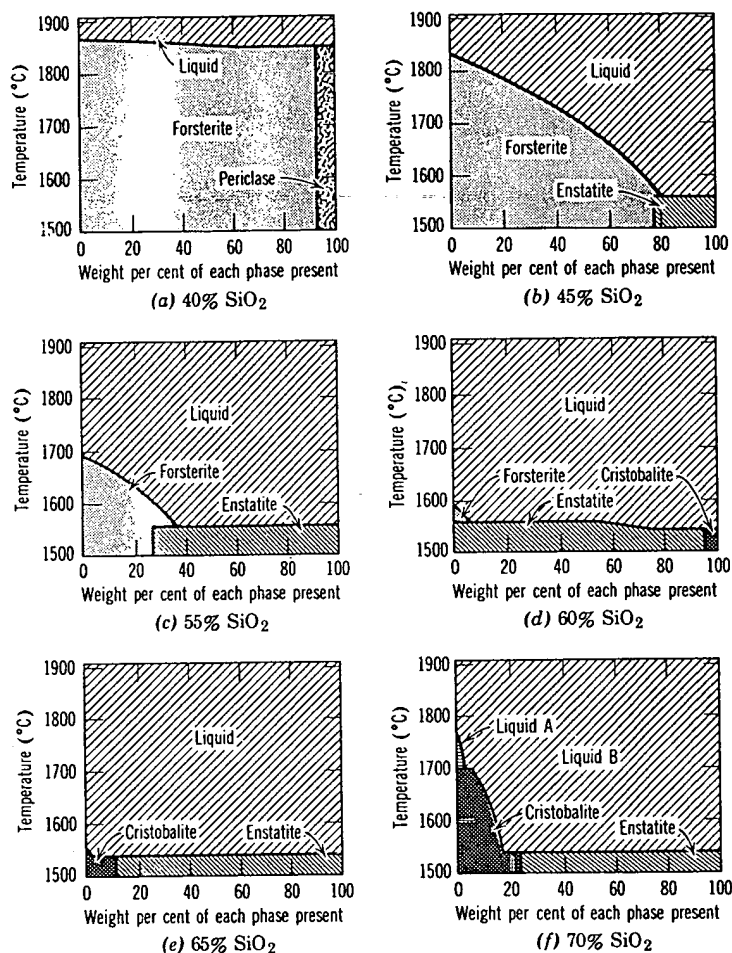 1900
1800
1700
1600
1500
Temperature (°C)
Liquid
Forsterite
Periclase
0 20 40 60 80 100
Weight per cent of each phase present
(a) 40% SiO₂
1900
1800
1700
1600
1500
Temperature (°C)
Liquid
Forsterite
Enstatite
0 20 40 60 80 100
Weight per cent of each phase present
(b) 45% SiO₂
1900
1800
1700
1600
1500
Temperature (°C)
Liquid
Forsterite
Enstatite
0 20 40 60 80 100
Weight per cent of each phase present
(c) 55% SiO₂
1900
1800
1700
1600
1500
Temperature (°C)
Liquid
Forsterite Cristobalite
Enstatite
0 20 40 60 80 100
Weight per cent of each phase present
(d) 60% SiO₂
1900
1800
1700
1600
1500
Temperature (°C)
Liquid
Cristobalite Enstatite
0 20 40 60 80 100
Weight per cent of each phase present
(e) 65% SiO₂
1900
1800
1700
1600
1500
Temperature (°C)
Liquid A
Liquid B
Cristobalite
Enstatite
0 20 40 60 80 100
Weight per cent of each phase present
(f) 70% SiO₂